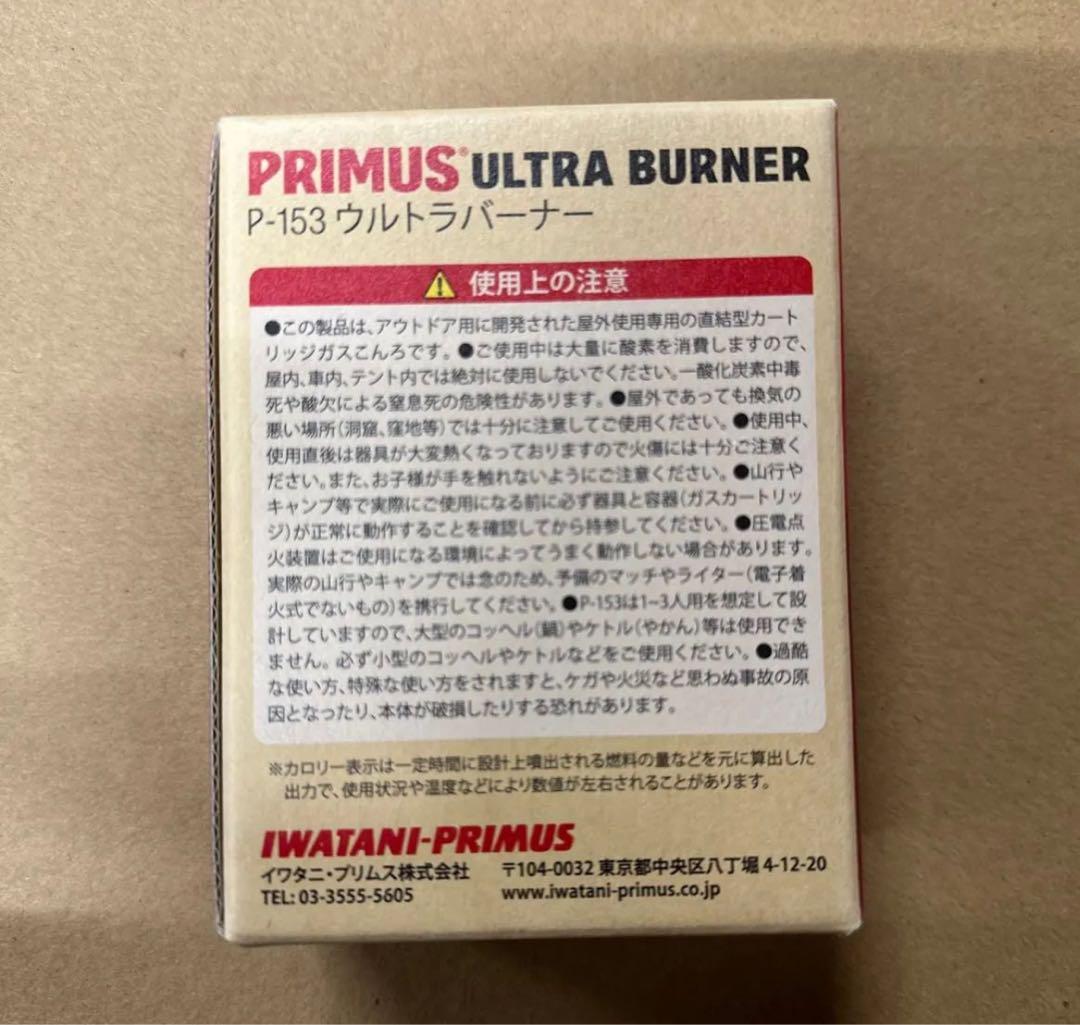 PRIMUS® ULTRA BURNER
P-153 ウルトラバーナー
⚠ 使用上の注意
●この製品は、アウトドア用に開発された屋外使用専用の直結型カート
リッジガスこんろです。●ご使用中は大量に酸素を消費しますので、
屋内、車内、テント内では絶対に使用しないでください。一酸化炭素中毒
死や酸欠による窒息死の危険性があります。●屋外であっても換気の
悪い場所(洞窟、窪地等)では十分に注意してご使用ください。●使用中、
使用直後は器具が大変熱くなっておりますので火傷には十分ご注意く
ださい。また、お子様が手を触れないようにご注意ください。●山行や
キャンプ等で実際にご使用になる前に必ず器具と容器(ガスカートリッ
ジ)が正常に動作することを確認してから持参してください。●圧電点
火装置はご使用になる環境によってうまく動作しない場合があります。
実際の山行やキャンプでは念のため、予備のマッチやライター(電子着
火式でないもの)を携行してください。●P-153は1~3人用を想定して設
計していますので、大型のコッヘル(鍋)やケトル(やかん)等は使用でき
ません。必ず小型のコッヘルやケトルなどをご使用ください。●過酷
な使い方、特殊な使い方をされますと、ケガや火災など思わぬ事故の原
因となったり、本体が破損したりする恐れがあります。
※カロリー表示は一定時間に設計上噴出される燃料の量などを元に算出した
出力で、使用状況や温度などにより数値が左右されることがあります。
IWATANI-PRIMUS
イワタニ・プリムス株式会社 〒104-0032 東京都中央区八丁堀 4-12-20
TEL: 03-3555-5605 www.iwatani-primus.co.jp